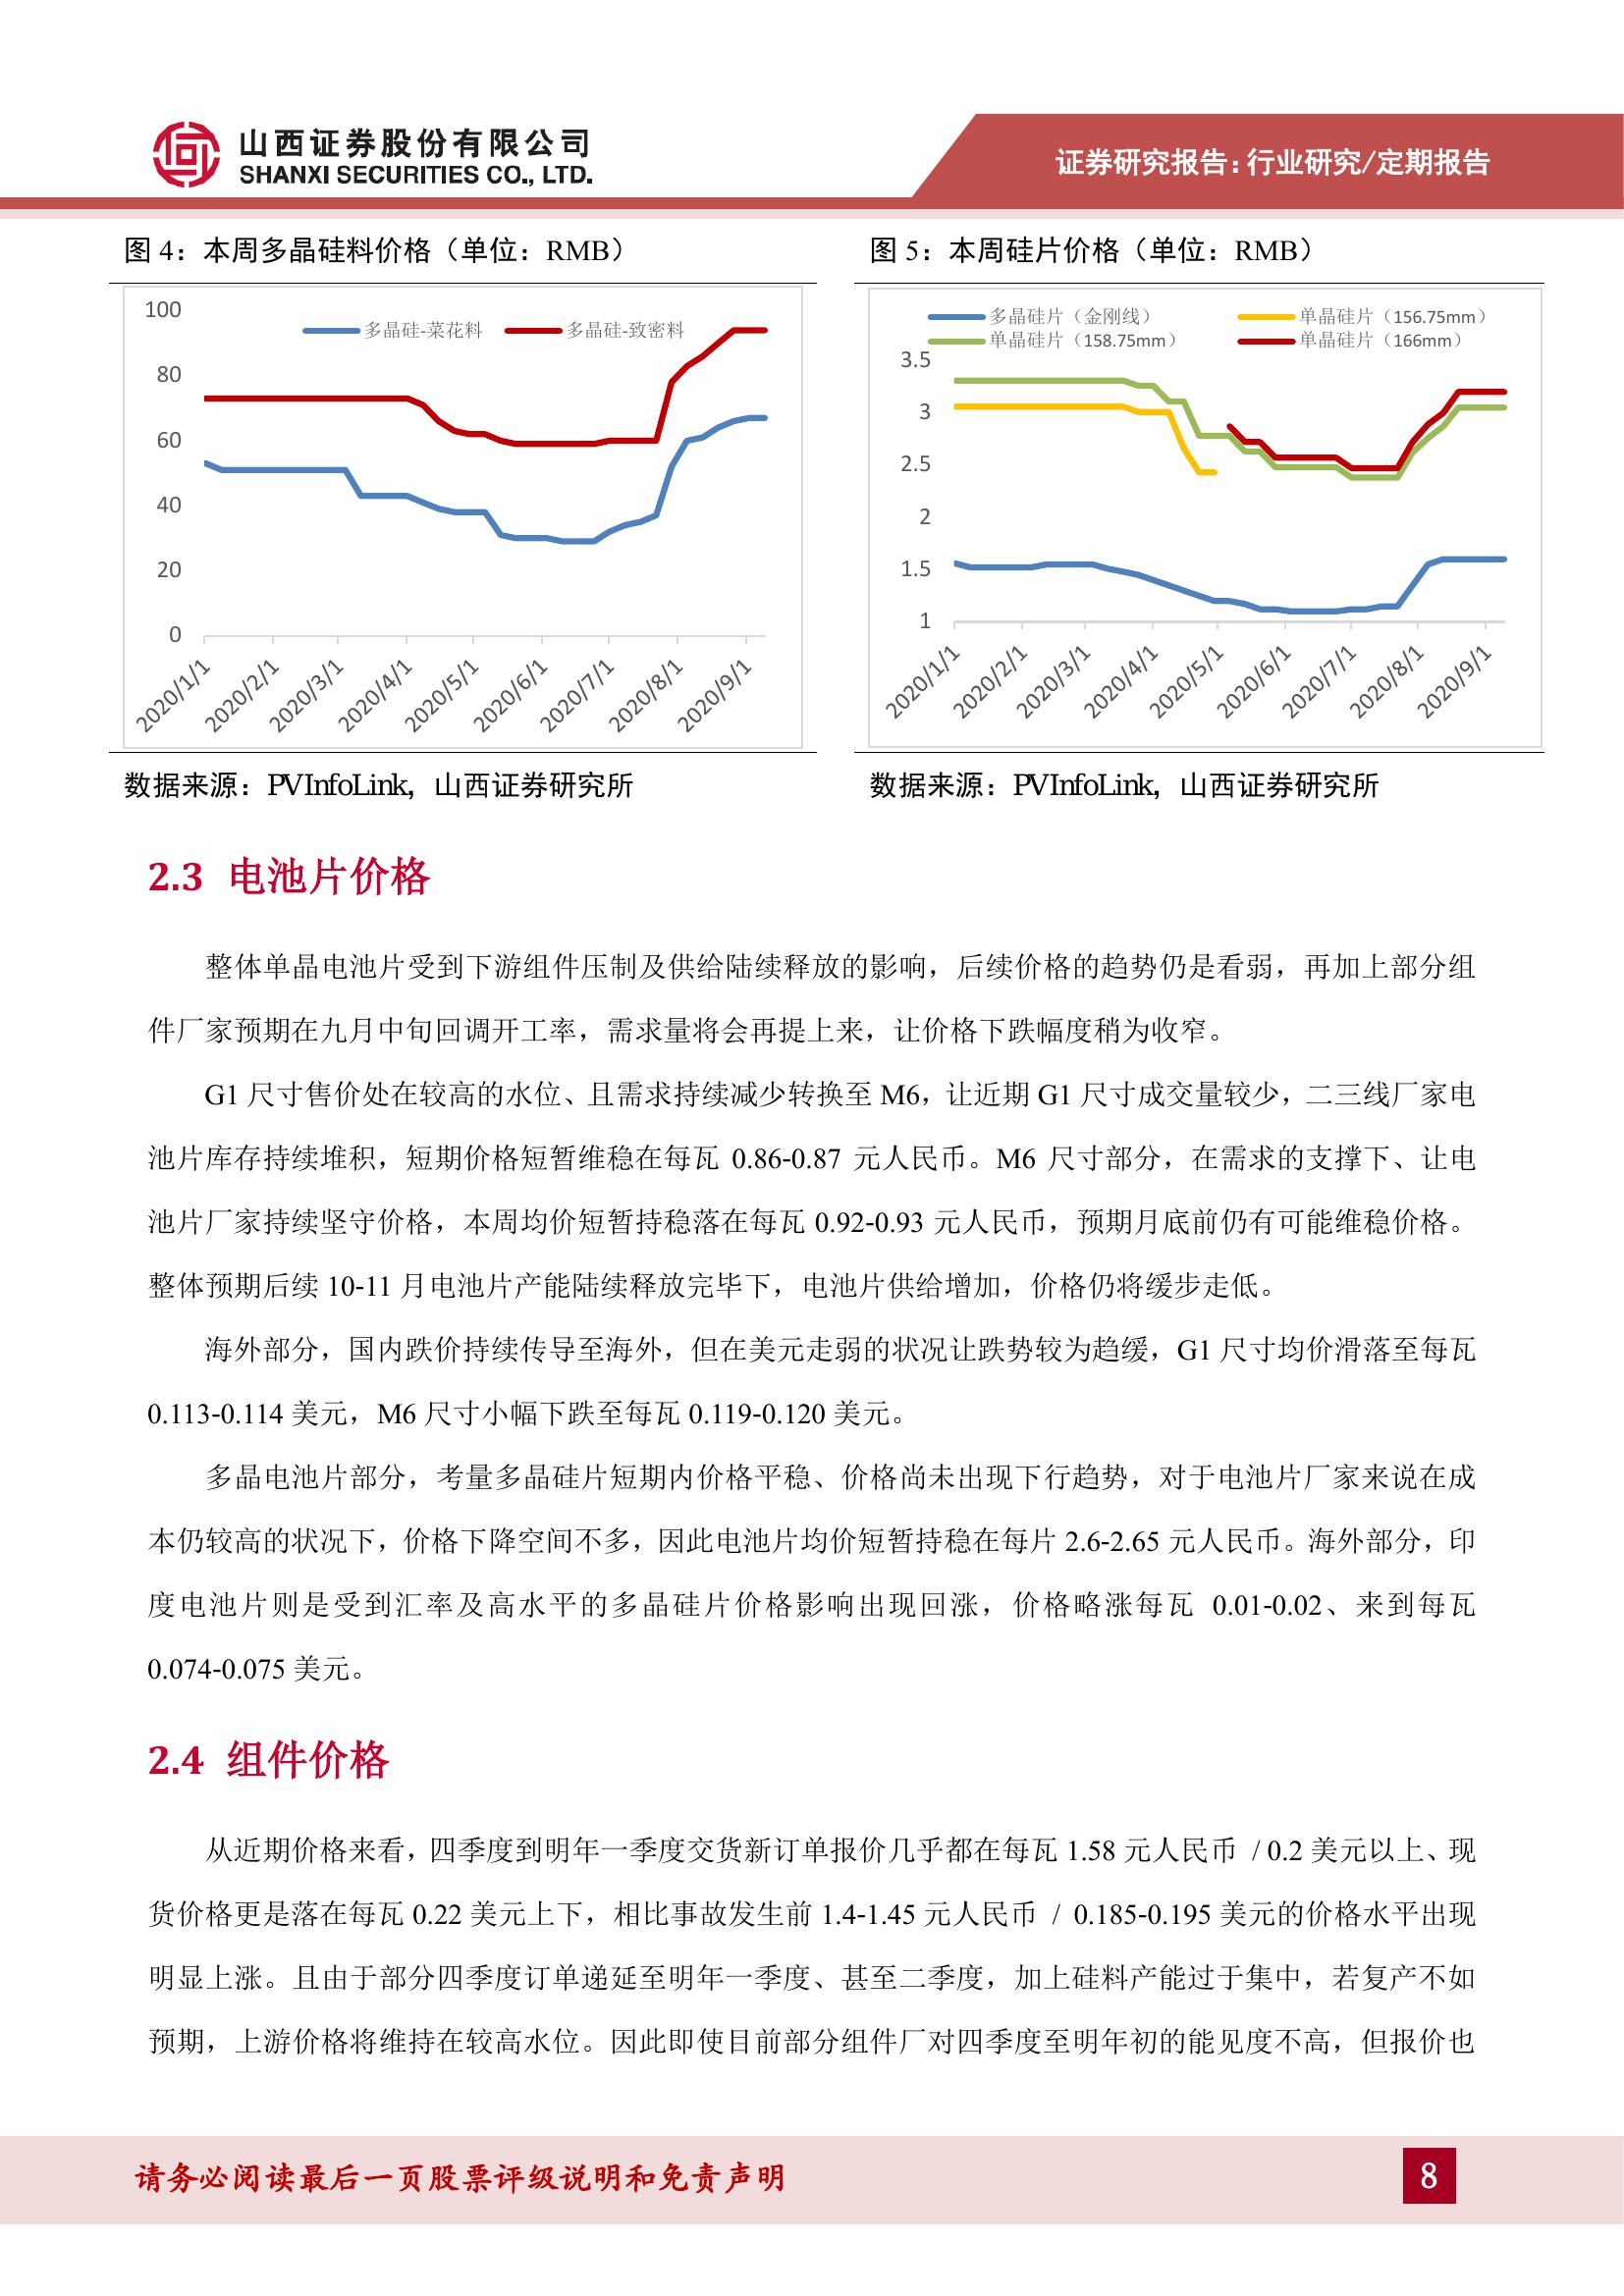 山西证券股份有限公司
SHANXI SECURITIES CO., LTD.
证券研究报告:行业研究/定期报告
图 4：本周多晶硅料价格（单位：RMB）
多晶硅-菜花料
多晶硅-致密料
100
80
60
40
20
0
2020/1/1
2020/2/1
2020/3/1
2020/4/1
2020/5/1
2020/6/1
2020/7/1
2020/8/1
2020/9/1
数据来源：PVInfoLink，山西证券研究所
图 5：本周硅片价格（单位：RMB）
多晶硅片（金刚线）
单晶硅片（156.75mm）
单晶硅片（158.75mm）
单晶硅片（166mm）
3.5
3
2.5
2
1.5
1
2020/1/1
2020/2/1
2020/3/1
2020/4/1
2020/5/1
2020/6/1
2020/7/1
2020/8/1
2020/9/1
数据来源：PVInfoLink，山西证券研究所
2.3 电池片价格
整体单晶电池片受到下游组件压制及供给陆续释放的影响，后续价格的趋势仍是看弱，再加上部分组
件厂家预期在九月中旬回调开工率，需求量将会再提上来，让价格下跌幅度稍为收窄。
G1 尺寸售价处在较高的水位、且需求持续减少转换至 M6，让近期 G1 尺寸成交量较少，二三线厂家电
池片库存持续堆积，短期价格短暂维稳在每瓦 0.86-0.87 元人民币。M6 尺寸部分，在需求的支撑下、让电
池片厂家持续坚守价格，本周均价短暂持稳落在每瓦 0.92-0.93 元人民币，预期月底前仍有可能维稳价格。
整体预期后续 10-11 月电池片产能陆续释放完毕下，电池片供给增加，价格仍将缓步走低。
海外部分，国内跌价持续传导至海外，但在美元走弱的状况让跌势较为趋缓，G1 尺寸均价滑落至每瓦
0.113-0.114 美元，M6 尺寸小幅下跌至每瓦 0.119-0.120 美元。
多晶电池片部分，考量多晶硅片短期内价格平稳、价格尚未出现下行趋势，对于电池片厂家来说在成
本仍较高的状况下，价格下降空间不多，因此电池片均价短暂持稳在每片 2.6-2.65 元人民币。海外部分，印
度电池片则是受到汇率及高水平的多晶硅片价格影响出现回涨，价格略涨每瓦 0.01-0.02、来到每瓦
0.074-0.075 美元。
2.4 组件价格
从近期价格来看，四季度到明年一季度交货新订单报价几乎都在每瓦 1.58 元人民币 / 0.2 美元以上、现
货价格更是落在每瓦 0.22 美元上下，相比事故发生前 1.4-1.45 元人民币 / 0.185-0.195 美元的价格水平出现
明显上涨。且由于部分四季度订单递延至明年一季度、甚至二季度，加上硅料产能过于集中，若复产不如
预期，上游价格将维持在较高水位。因此即使目前部分组件厂对四季度至明年初的能见度不高，但报价也
请务必阅读最后一页股票评级说明和免责声明
8